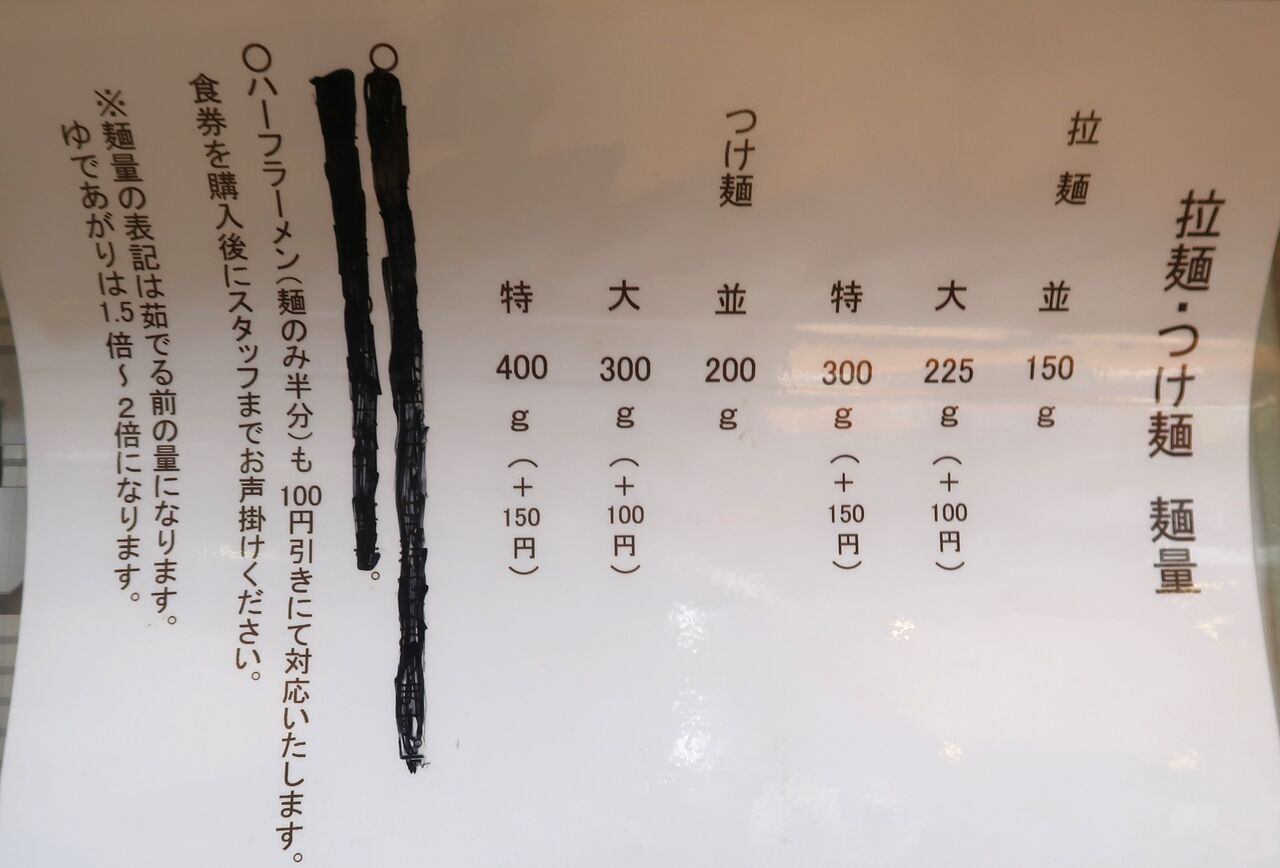 拉麺・つけ麺 麺量
拉麺
並 150g
大 225g（＋100円）
特 300g（＋150円）
つけ麺
並 200g
大 300g（＋100円）
特 400g（＋150円）
○
。
○ハーフラーメン（麺のみ半分）も100円引きにて対応いたします。
食券を購入後にスタッフまでお声掛けください。
※麺量の表記は茹でる前の量になります。
ゆであがりは1.5倍～2倍になります。